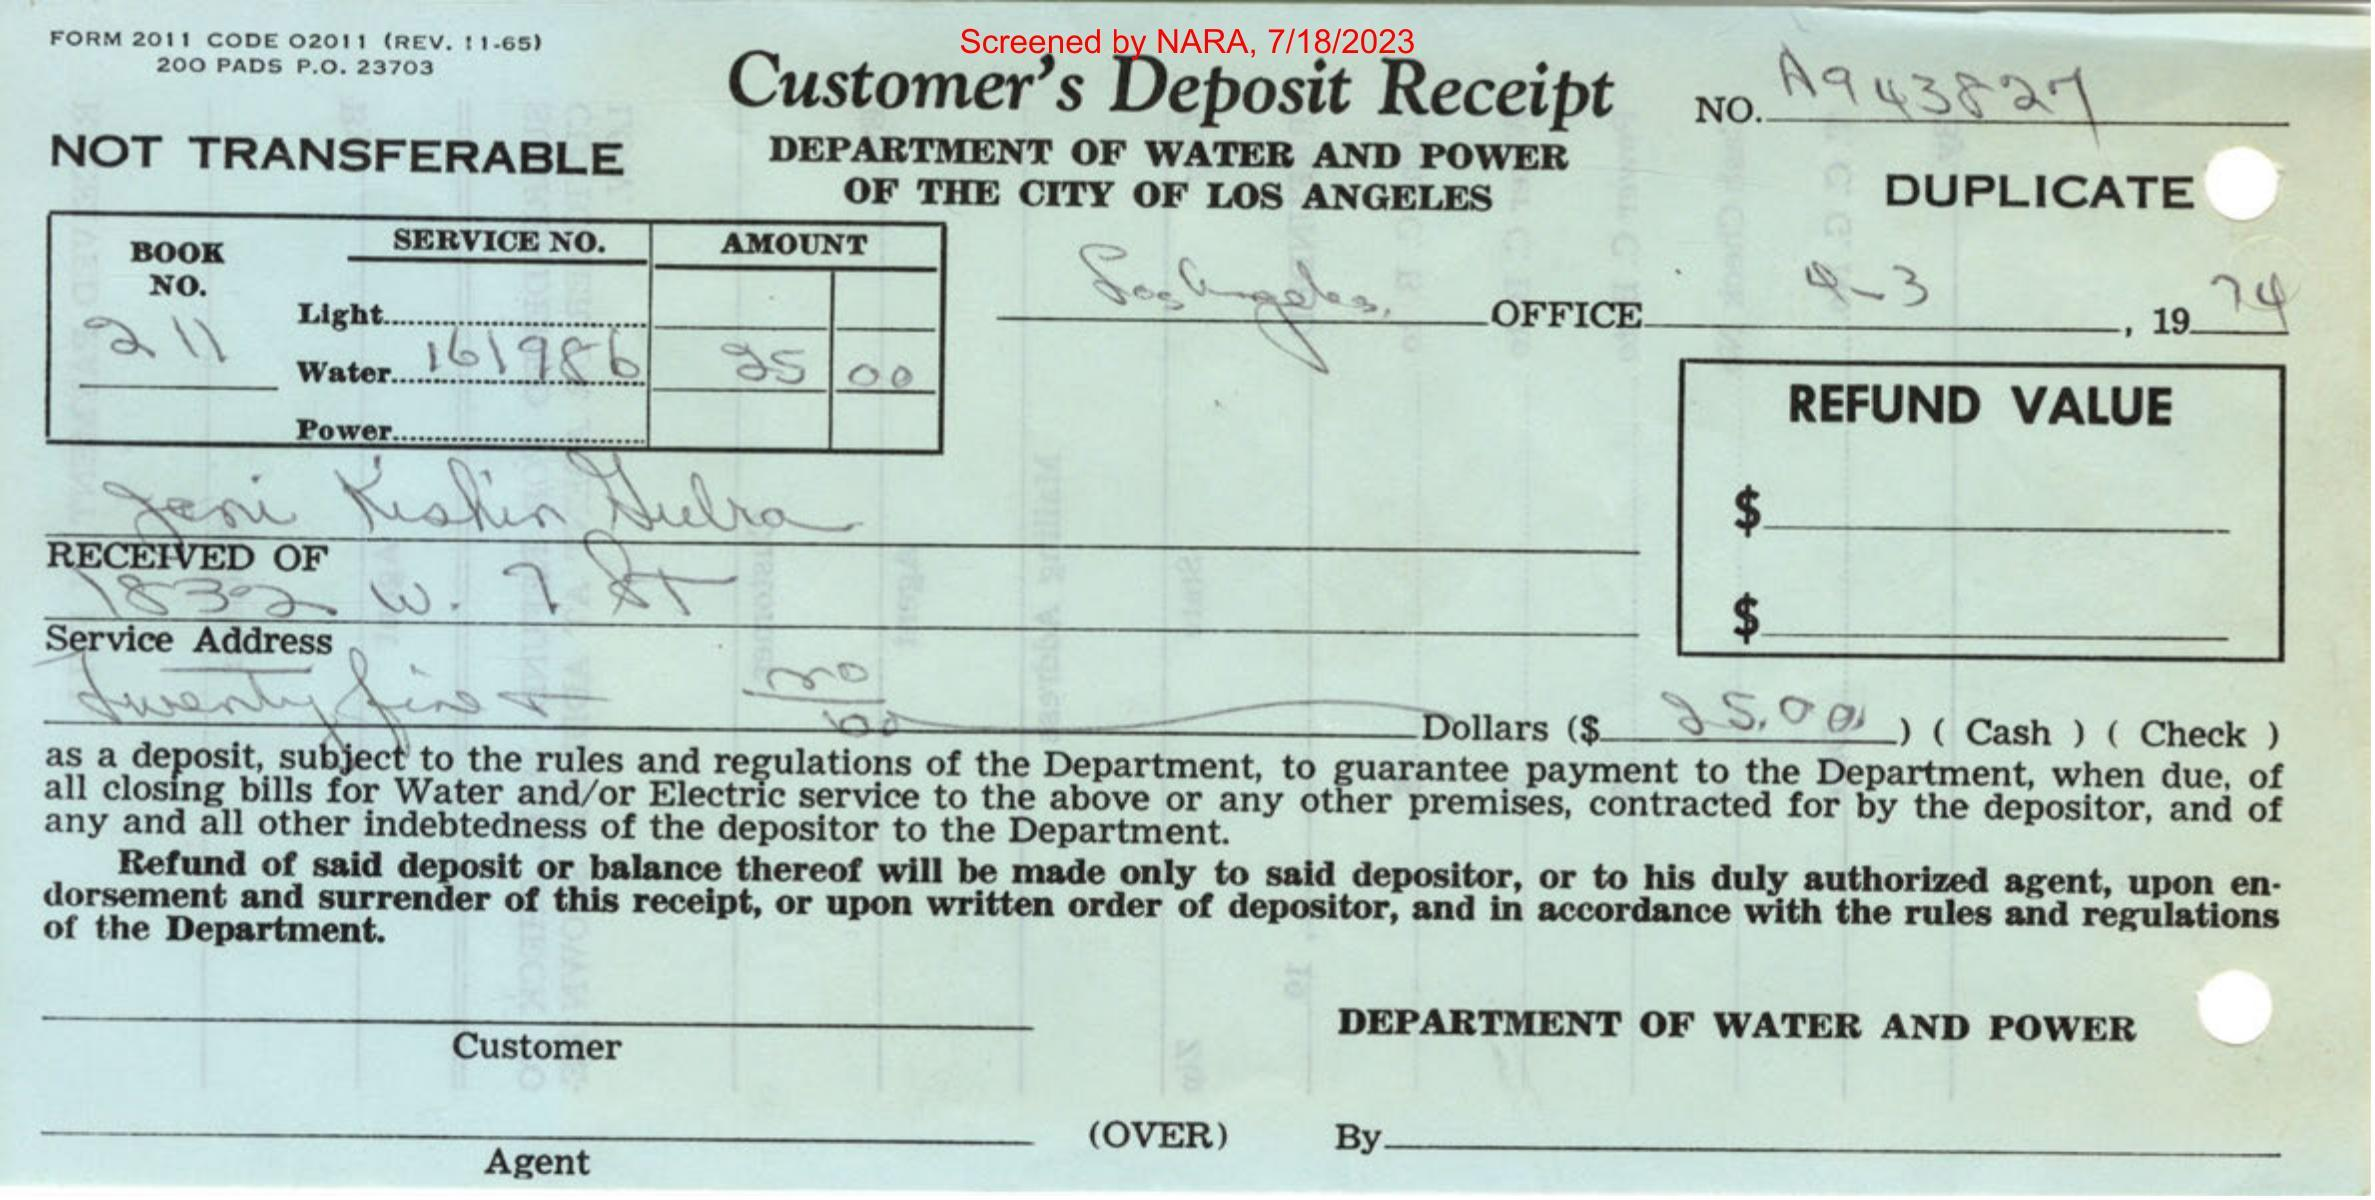 Screened by NARA, 7/18/2023
FORM 2011 CODE 02011 (REV. 11-65)
200 PADS P.O. 23703
Customer's Deposit Receipt
NO. A943827
NOT TRANSFERABLE
DEPARTMENT OF WATER AND POWER
OF THE CITY OF LOS ANGELES
DUPLICATE
BOOK NO. SERVICE NO. AMOUNT
Los Angeles, OFFICE 4-3, 1974
Light
211 Water 161986 25 00
Power
REFUND VALUE
$
$
Kishin
RECEIVED OF
1832 W. 7 St
Service Address
Twenty five + no/00 Dollars ($ 25.00 ) ( Cash ) ( Check )
as a deposit, subject to the rules and regulations of the Department, to guarantee payment to the Department, when due, of
all closing bills for Water and/or Electric service to the above or any other premises, contracted for by the depositor, and of
any and all other indebtedness of the depositor to the Department.
Refund of said deposit or balance thereof will be made only to said depositor, or to his duly authorized agent, upon en-
dorsement and surrender of this receipt, or upon written order of depositor, and in accordance with the rules and regulations
of the Department.
DEPARTMENT OF WATER AND POWER
Customer
(OVER) By
Agent